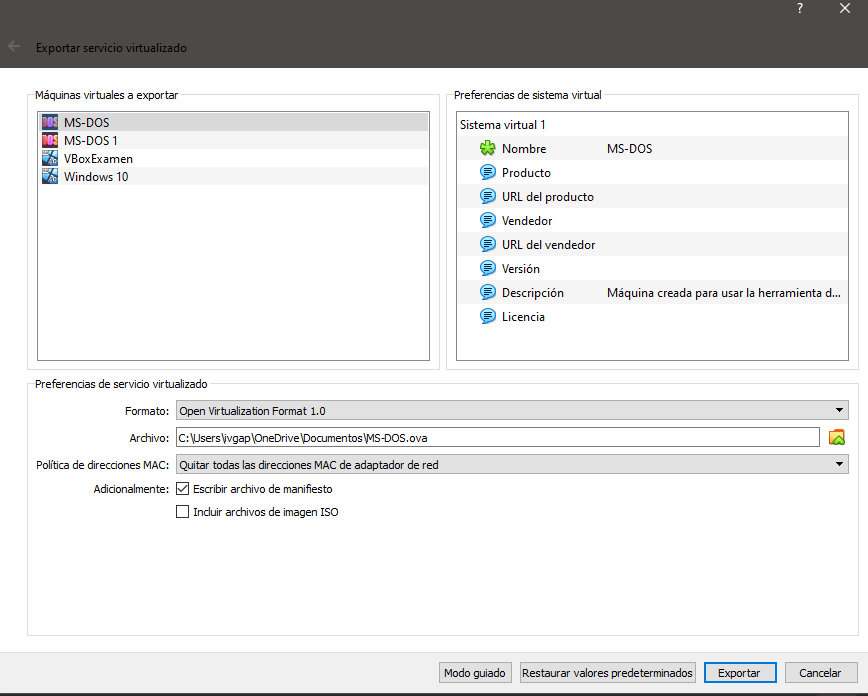 ?
Exportar servicio virtualizado
Máquinas virtuales a exportar
MS-DOS
MS-DOS 1
VBoxExamen
Windows 10
Preferencias de sistema virtual
Sistema virtual 1
Nombre MS-DOS
Producto
URL del producto
Vendedor
URL del vendedor
Versión
Descripción Máquina creada para usar la herramienta d...
Licencia
Preferencias de servicio virtualizado
Formato: Open Virtualization Format 1.0
Archivo: C:\Users\ivgap\OneDrive\Documentos\MS-DOS.ova
Política de direcciones MAC: Quitar todas las direcciones MAC de adaptador de red
Adicionalmente: Escribir archivo de manifiesto
Incluir archivos de imagen ISO
Modo guiado Restaurar valores predeterminados Exportar Cancelar